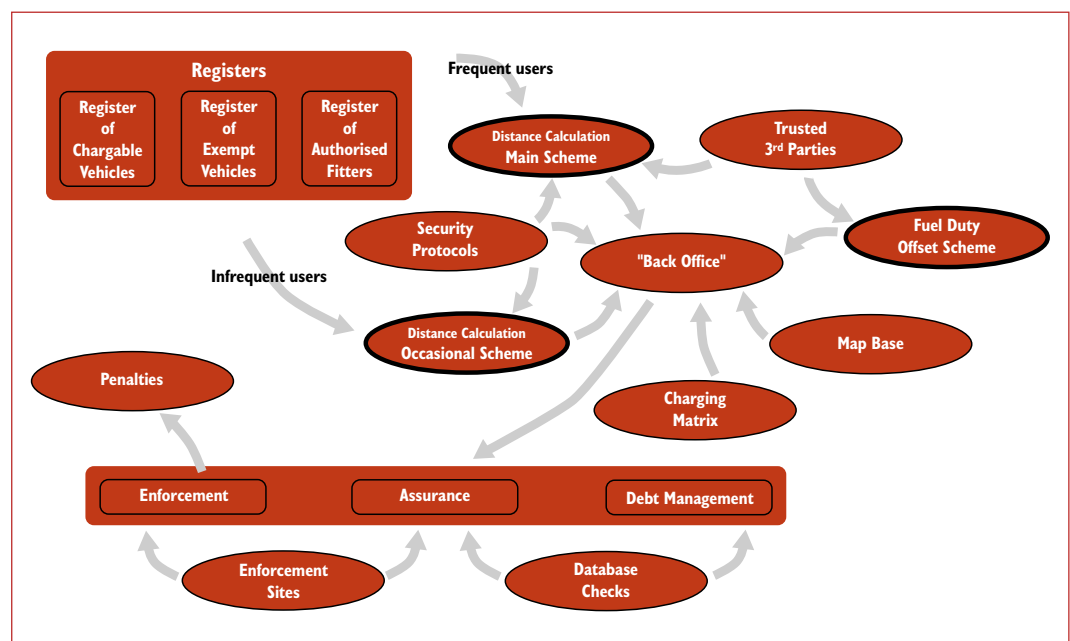 Registers
Register
of
Chargable
Vehicles
Register
of
Exempt
Vehicles
Register
of
Authorised
Fitters
Frequent users
Distance Calculation
Main Scheme
Trusted
3rd Parties
Security
Protocols
Fuel Duty
Offset Scheme
"Back Office"
Infrequent users
Distance Calculation
Occasional Scheme
Map Base
Penalties
Charging
Matrix
Enforcement
Assurance
Debt Management
Enforcement
Sites
Database
Checks